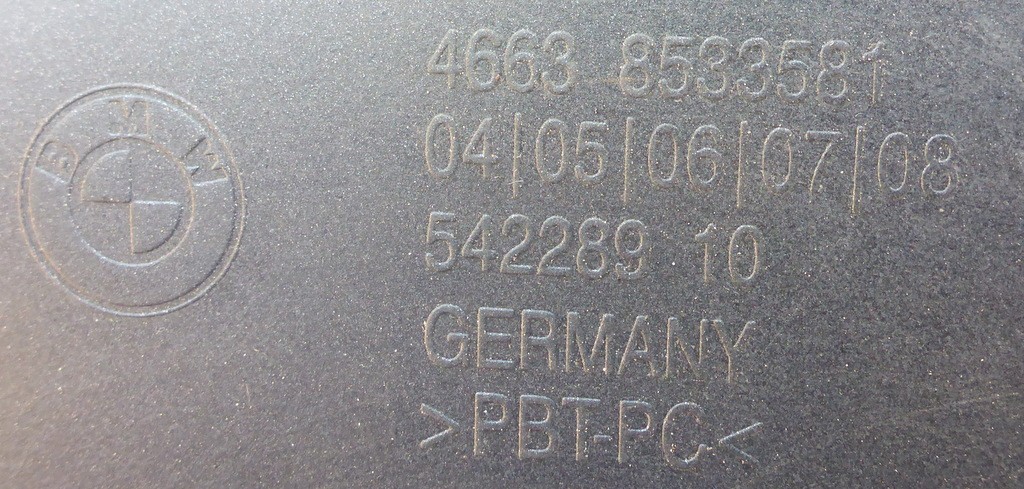 BMW
4663 8533581
04|05|06|07|08
542289 10
GERMANY
>PBT-PC<